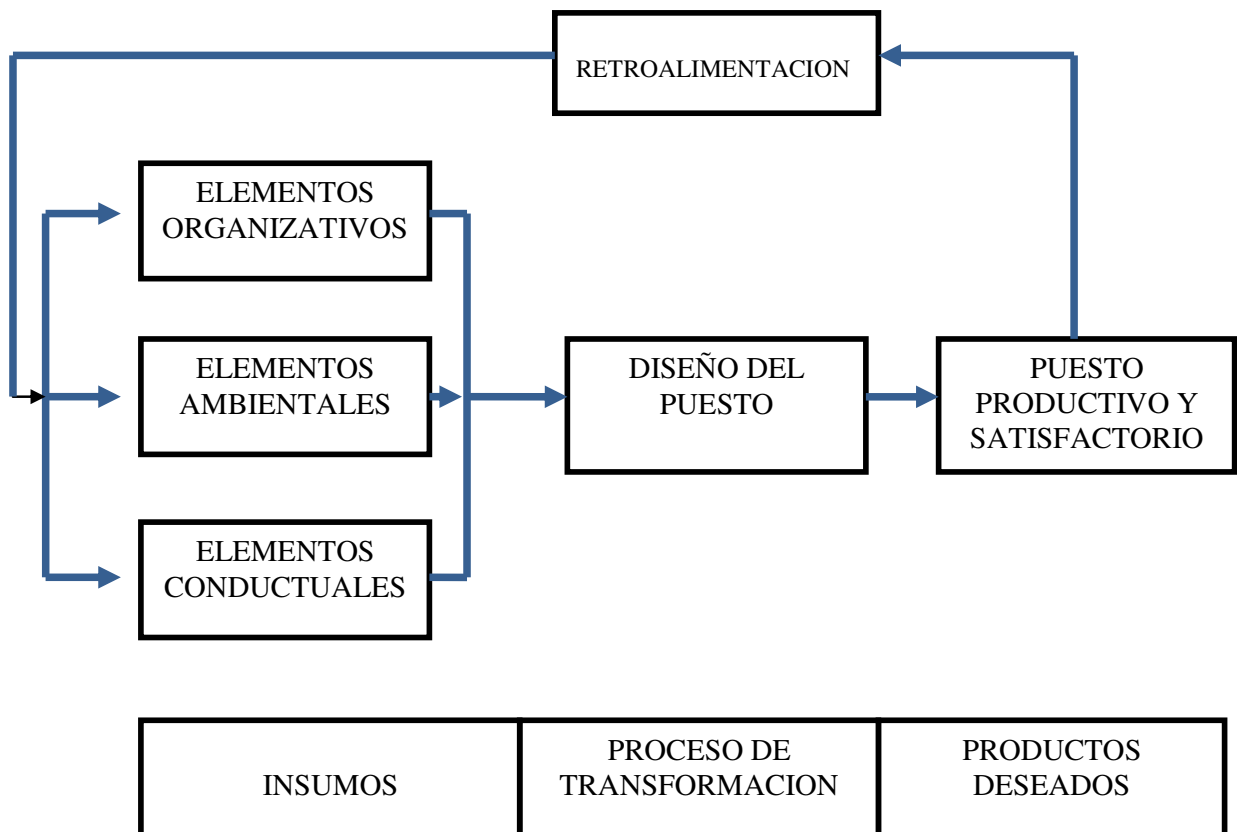 RETROALIMENTACION
ELEMENTOS
ORGANIZATIVOS
ELEMENTOS
AMBIENTALES
DISEÑO DEL
PUESTO
PUESTO
PRODUCTIVO Y
SATISFACTORIO
ELEMENTOS
CONDUCTUALES
INSUMOS
PROCESO DE
TRANSFORMACION
PRODUCTOS
DESEADOS